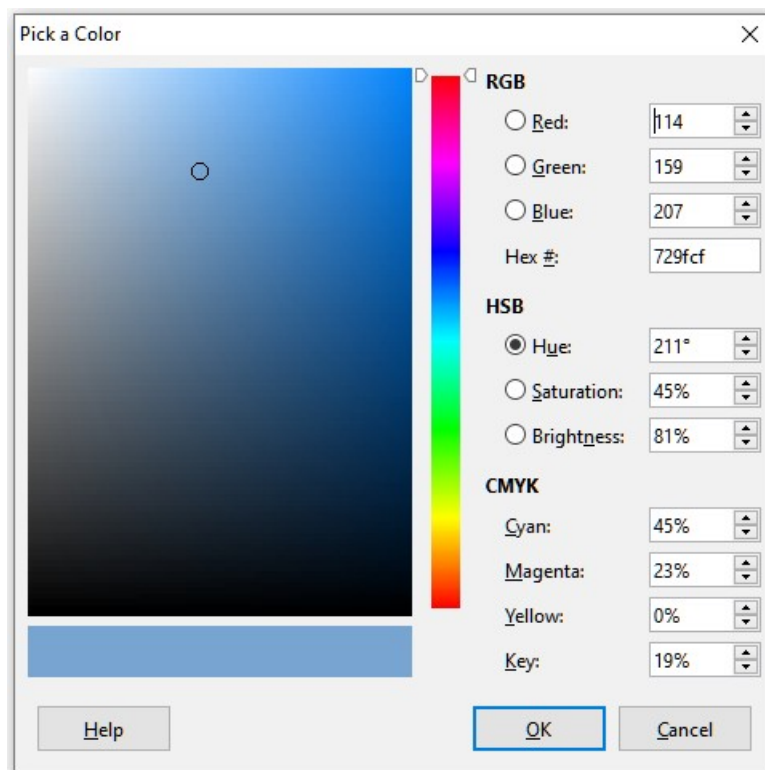 Pick a Color
RGB
Red: 114
Green: 159
Blue: 207
Hex #: 729fcf
HSB
Hue: 211°
Saturation: 45%
Brightness: 81%
CMYK
Cyan: 45%
Magenta: 23%
Yellow: 0%
Key: 19%
Help OK Cancel